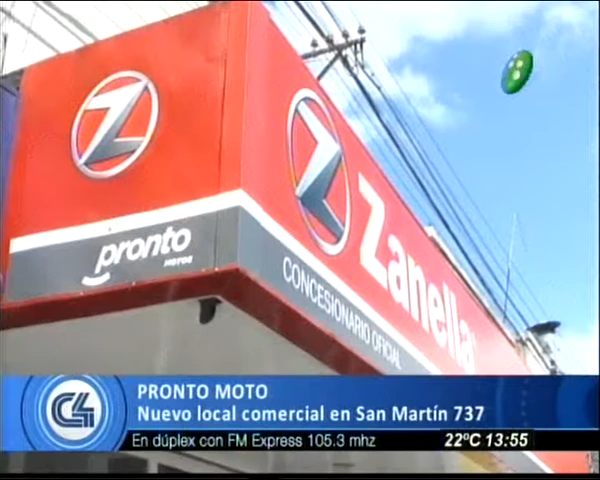 Z
Z
pronto
MOTOS
Zanella
CONCESIONARIO OFICIAL
C4
PRONTO MOTO
Nuevo local comercial en San Martín 737
En dúplex con FM Express 105.3 mhz
22ºC 13:55